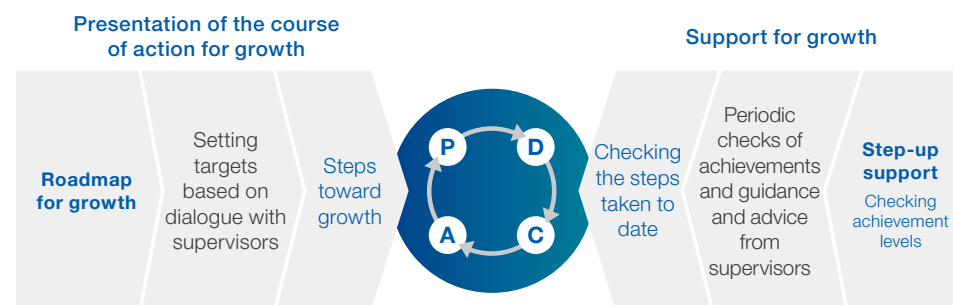 Presentation of the course
of action for growth
Support for growth
Roadmap
for growth
Setting
targets
based on
dialogue with
supervisors
Steps
toward
growth
P
D
A
C
Checking
the steps
taken to
date
Periodic
checks of
achievements
and guidance
and advice
from
supervisors
Step-up
support
Checking
achievement
levels